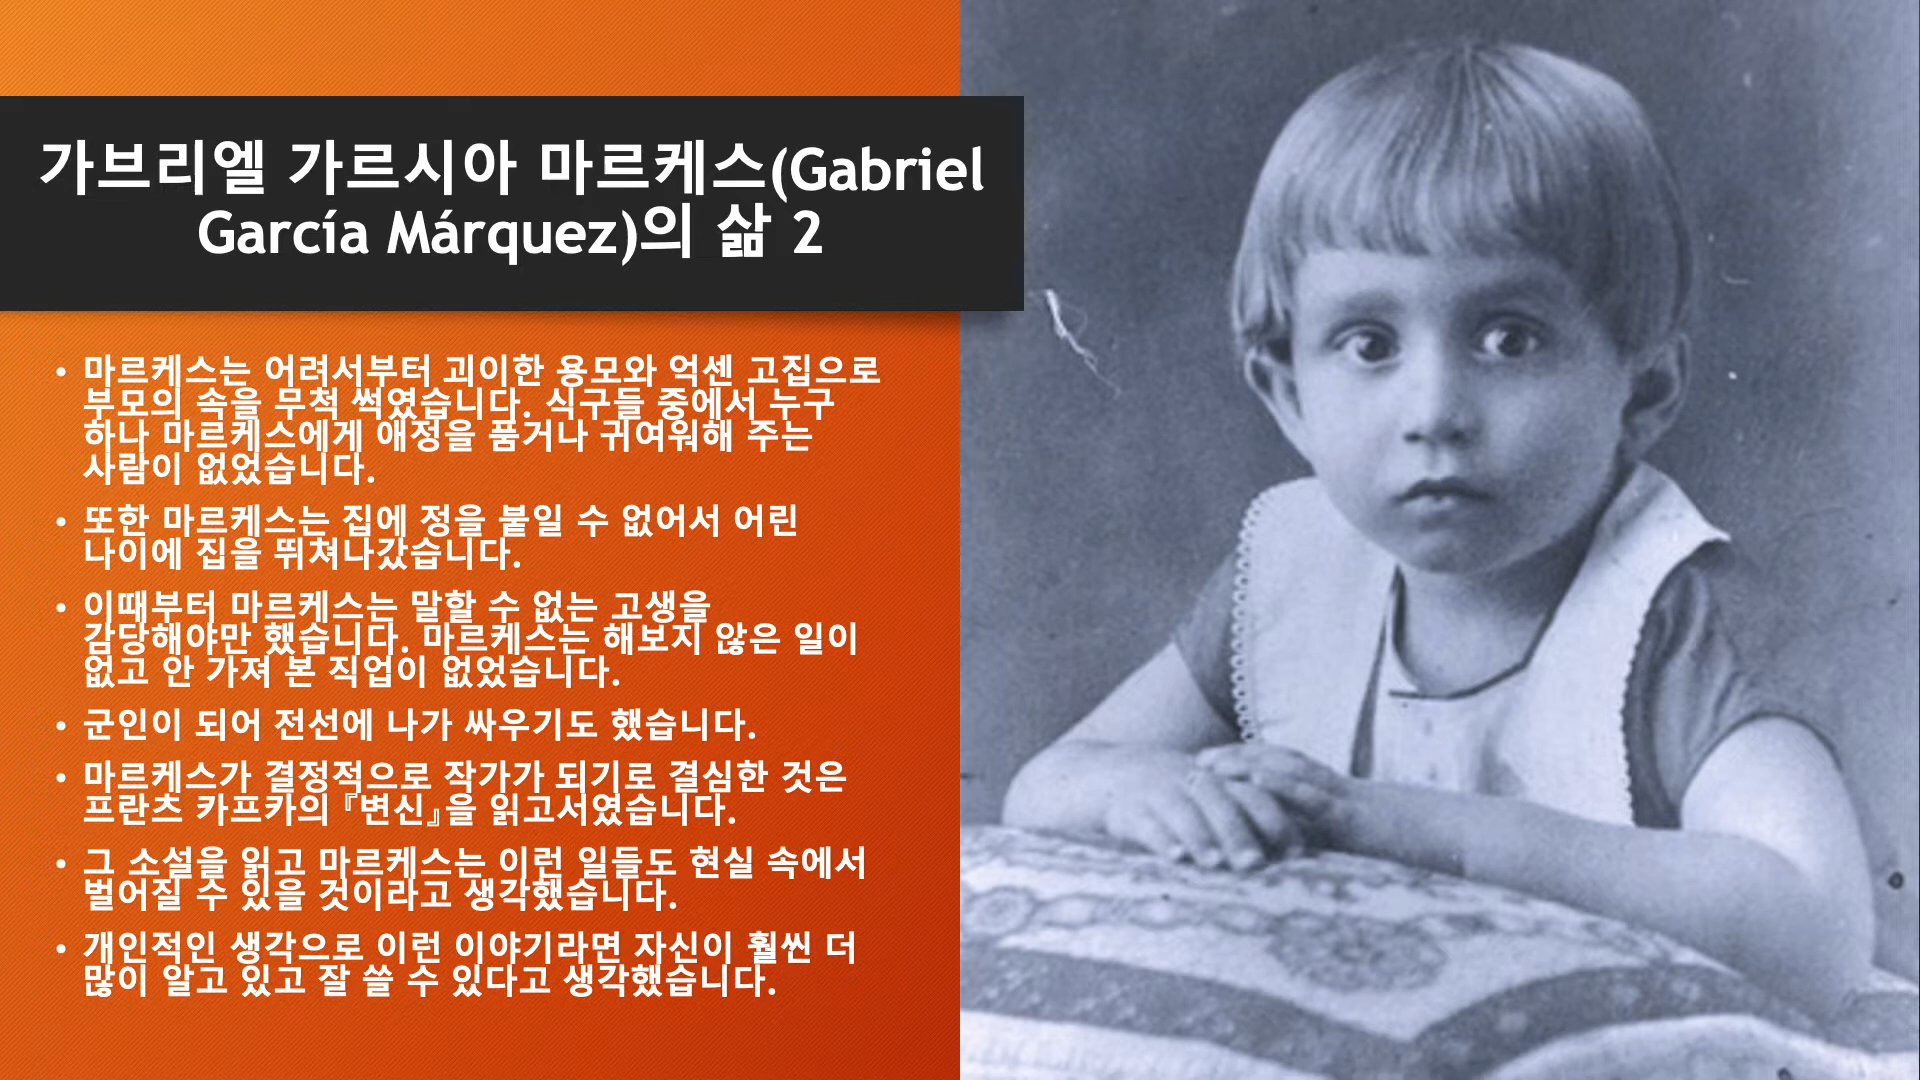 가브리엘 가르시아 마르케스(Gabriel
García Márquez)의 삶 2
• 마르케스는 어려서부터 괴이한 용모와 억센 고집으로
부모의 속을 무척 썩였습니다. 식구들 중에서 누구
하나 마르케스에게 애정을 품거나 귀여워해 주는
사람이 없었습니다.
• 또한 마르케스는 집에 정을 붙일 수 없어서 어린
나이에 집을 뛰쳐나갔습니다.
• 이때부터 마르케스는 말할 수 없는 고생을
감당해야만 했습니다. 마르케스는 해보지 않은 일이
없고 안 가져 본 직업이 없었습니다.
• 군인이 되어 전선에 나가 싸우기도 했습니다.
• 마르케스가 결정적으로 작가가 되기로 결심한 것은
프란츠 카프카의 『변신』을 읽고서였습니다.
• 그 소설을 읽고 마르케스는 이런 일들도 현실 속에서
벌어질 수 있을 것이라고 생각했습니다.
• 개인적인 생각으로 이런 이야기라면 자신이 훨씬 더
많이 알고 있고 잘 쓸 수 있다고 생각했습니다.